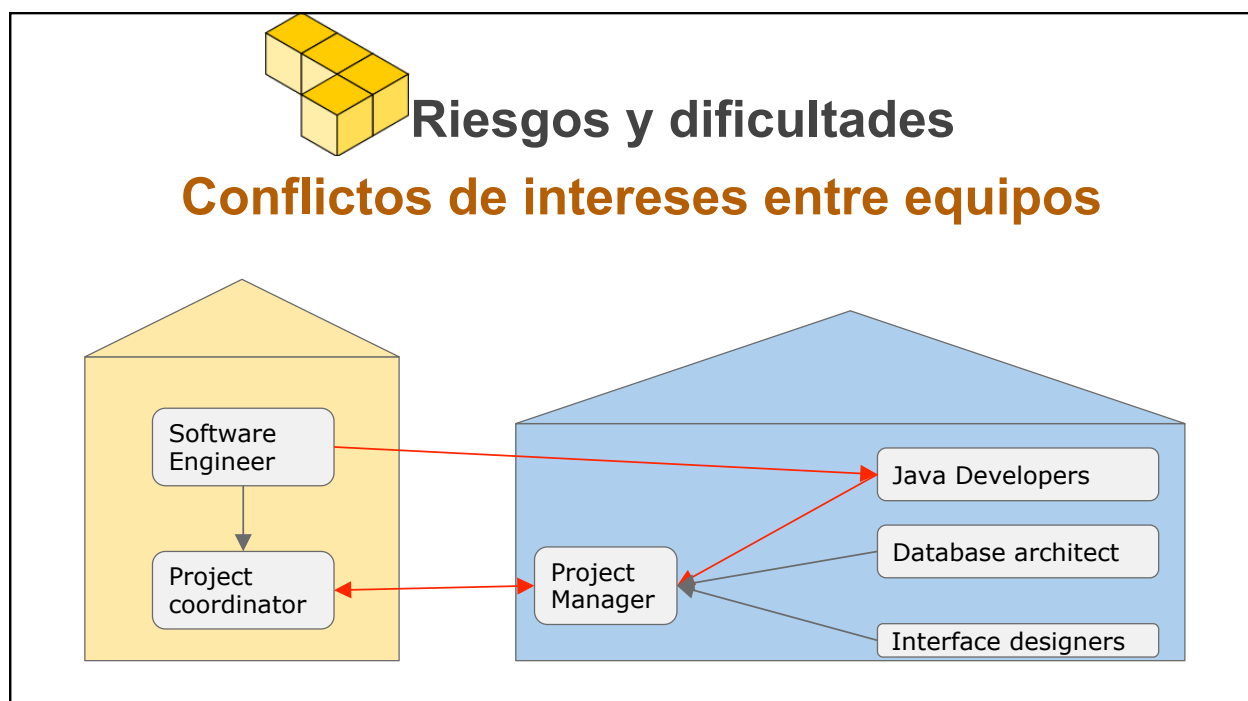 Riesgos y dificultades
Conflictos de intereses entre equipos
Software
Engineer
Project
coordinator
Project
Manager
Java Developers
Database architect
Interface designers